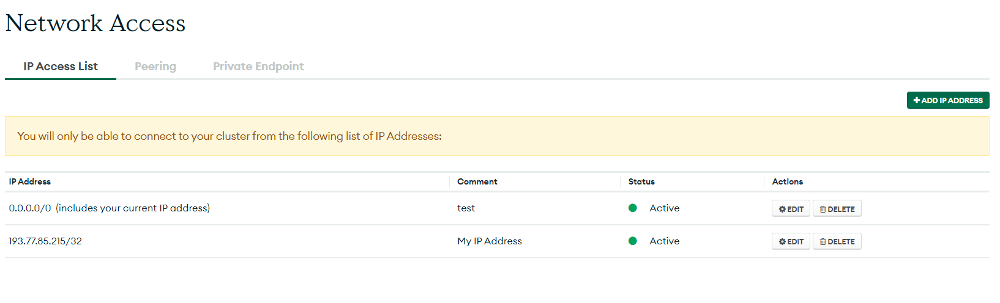 Network Access
IP Access List Peering Private Endpoint
ADD IP ADDRESS
You will only be able to connect to your cluster from the following list of IP Addresses:
IP Address Comment Status Actions
0.0.0.0/0 (includes your current IP address) test Active EDIT DELETE
193.77.85.215/32 My IP Address Active EDIT DELETE